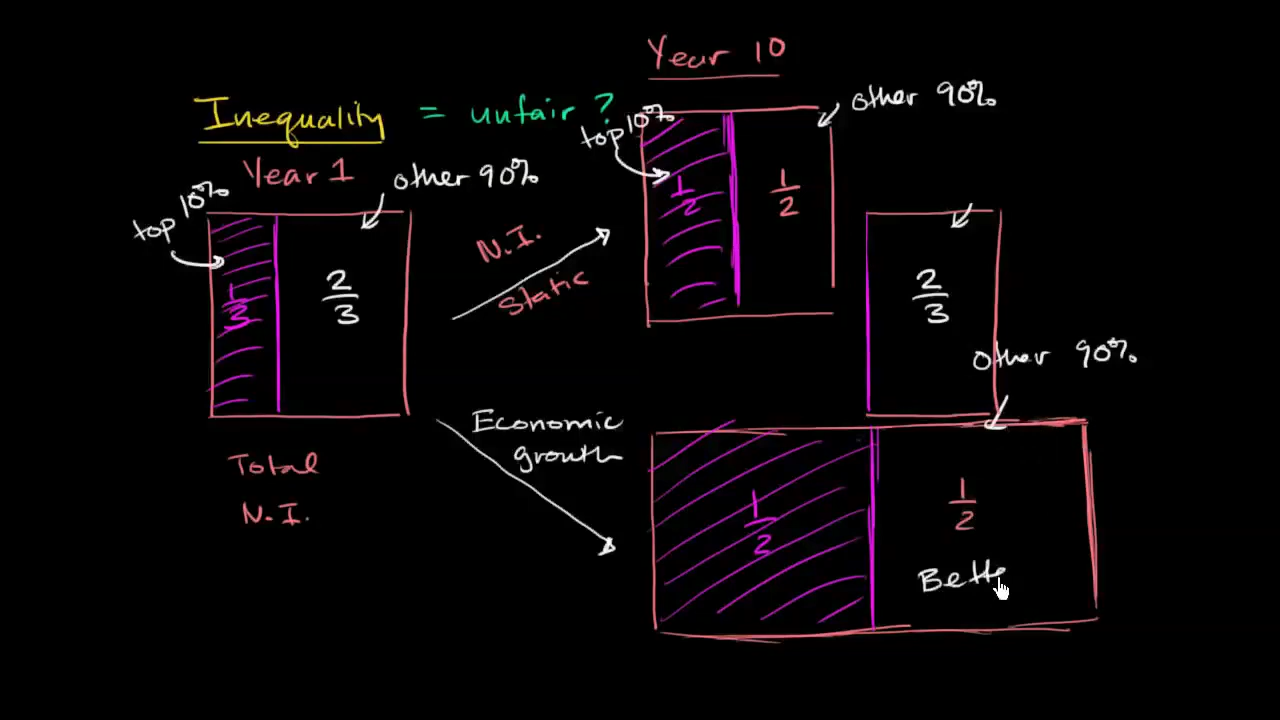 Year 10
Inequality = unfair?
top 10%
other 90%
Year 1
other 90%
top 10%
1/3
2/3
N.I.
Static
1/2
1/2
2/3
other 90%
Total
N.I.
Economic
growth
1/2
1/2
Bette